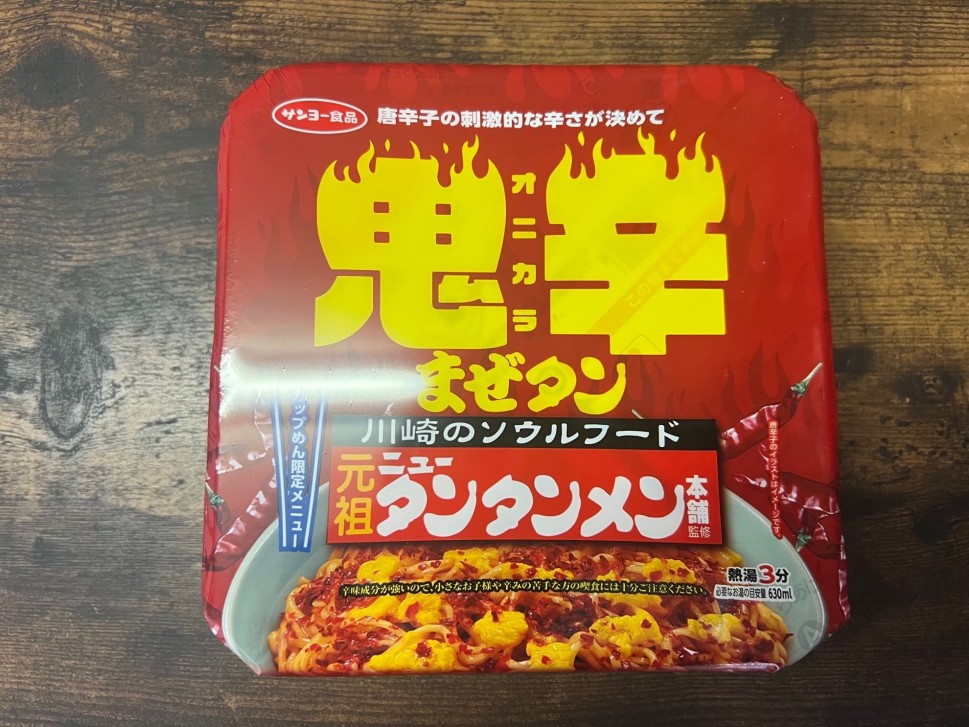 サンヨー食品
唐辛子の刺激的な辛さが決めて
鬼辛
オニカラ
まぜタン
川崎のソウルフード
元祖
ニュー
タンタンメン
本舗
監修
ップめん限定メニュー
唐辛子のイラストはイメージです。
辛味成分が強いので、小さなお子様や辛みの苦手な方の喫食には十分ご注意ください。
熱湯3分
必要なお湯の目安量 630ml